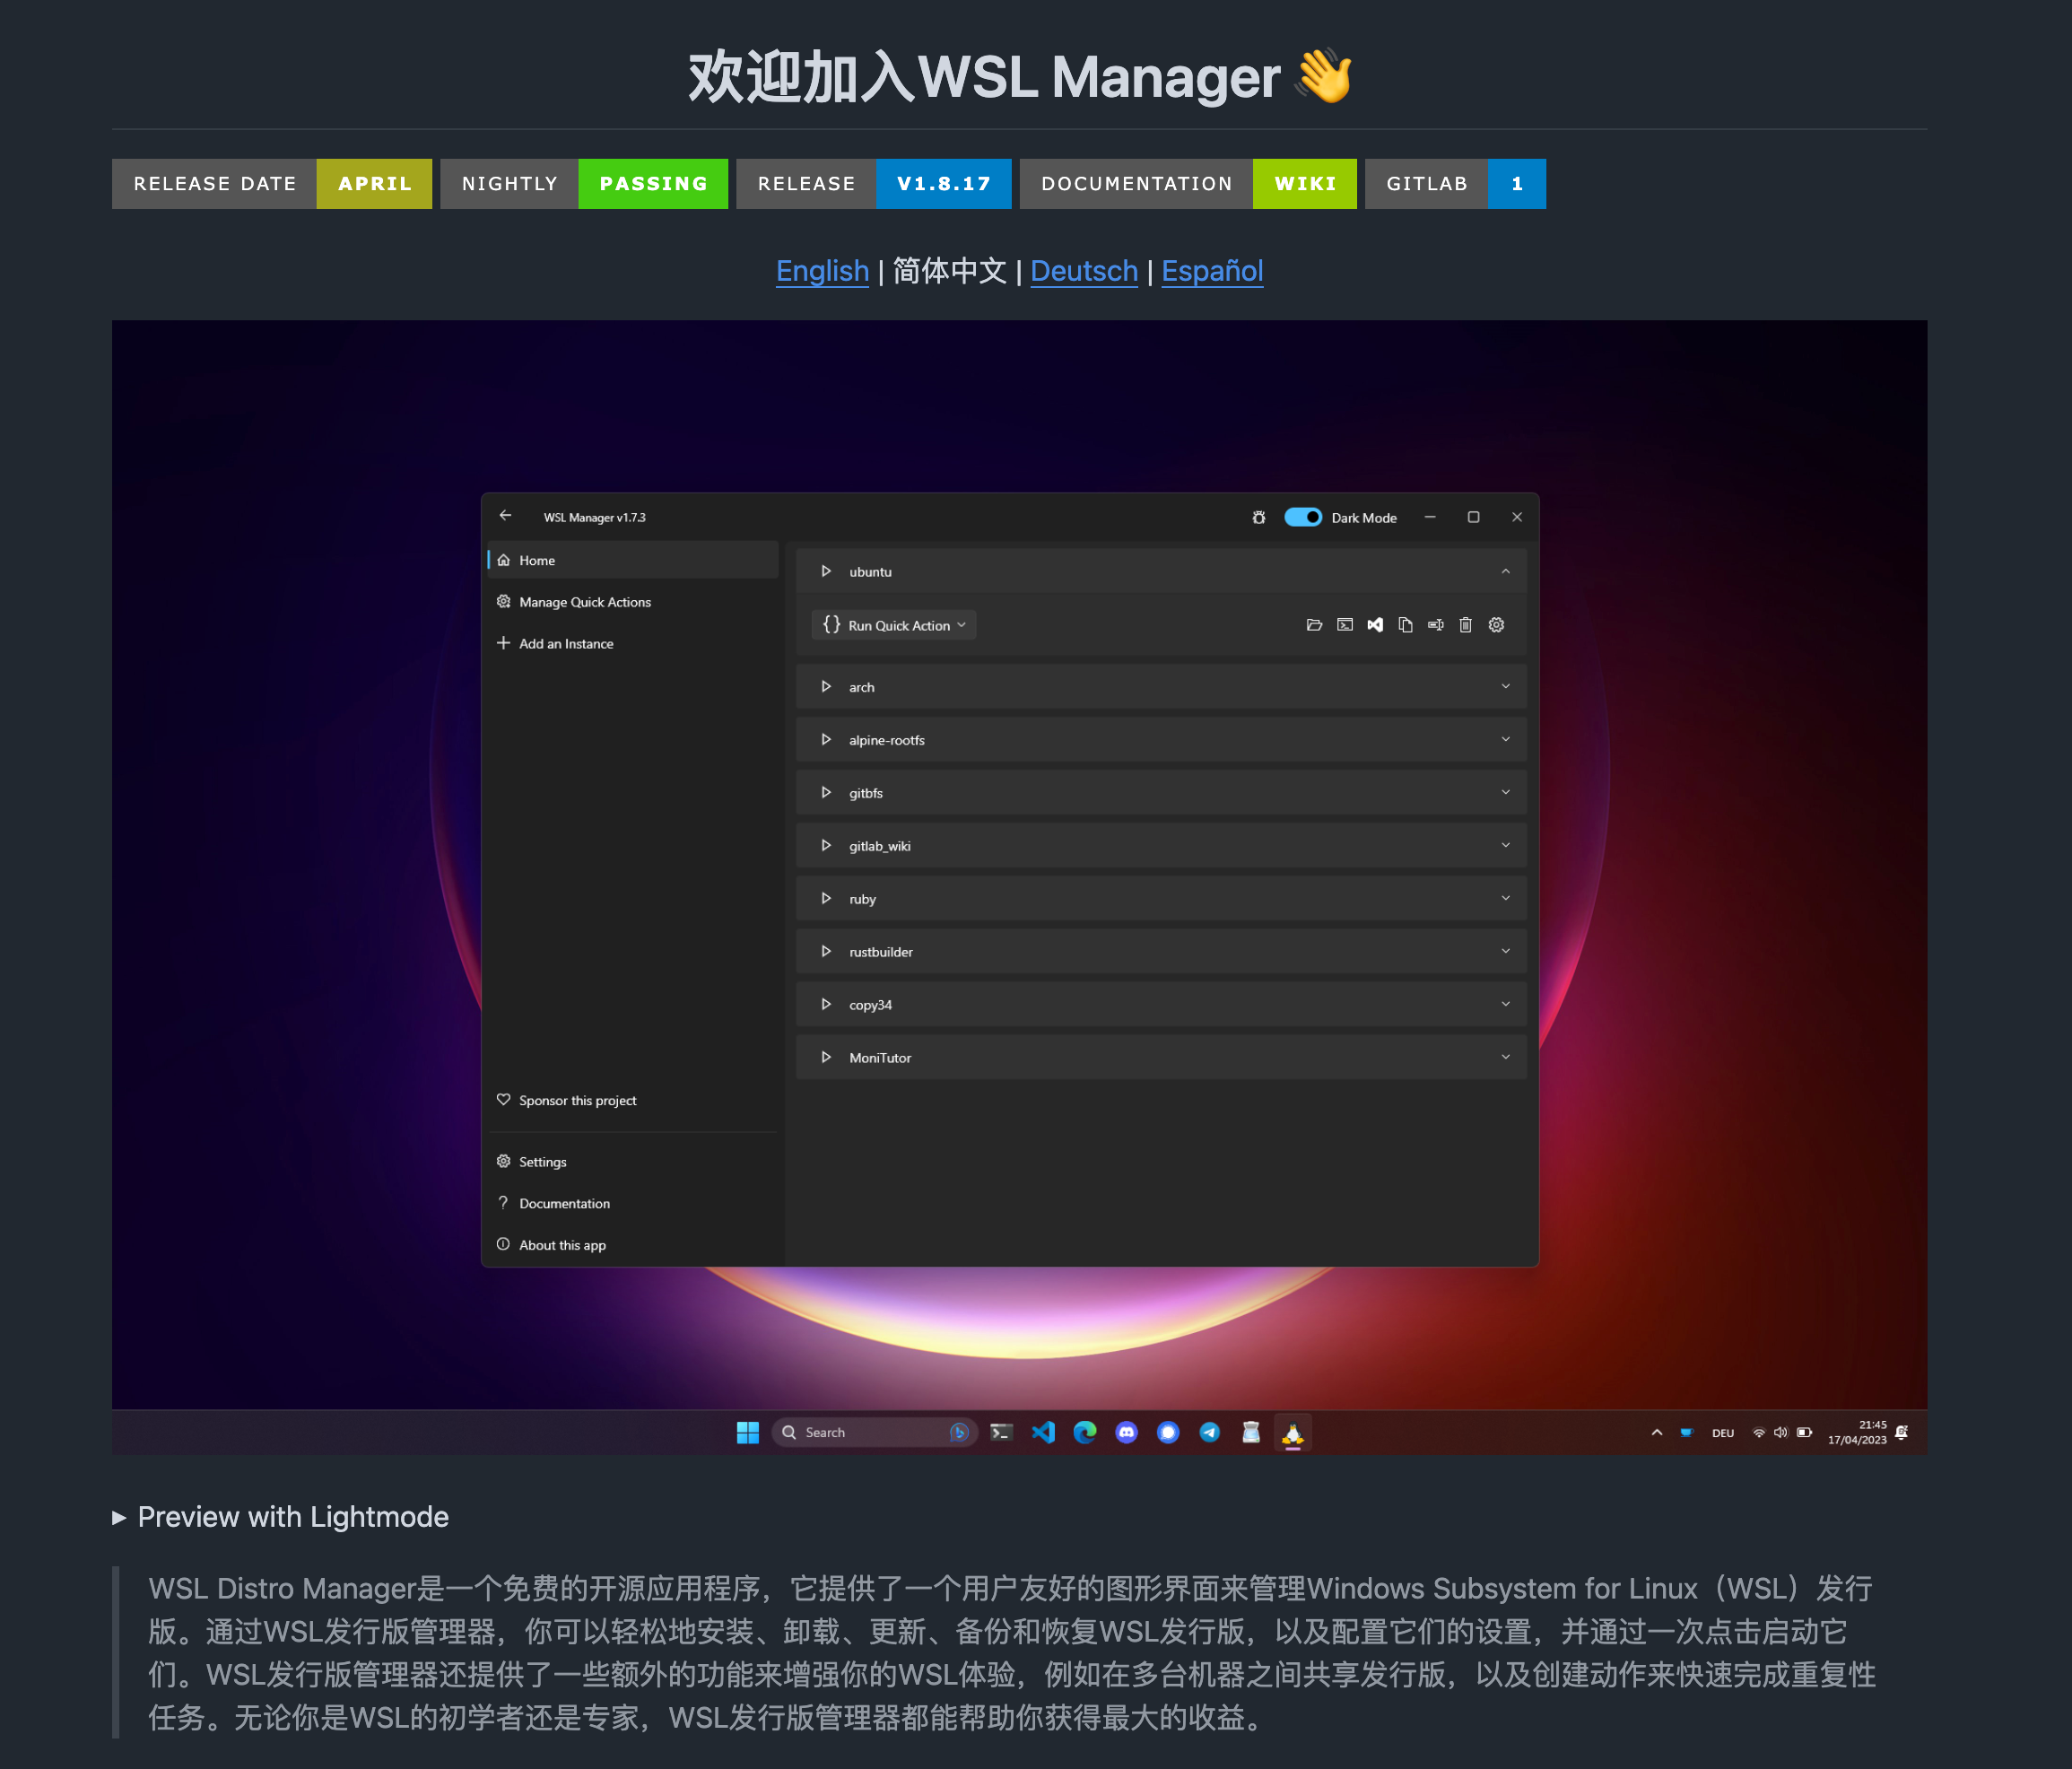 欢迎加入WSL Manager 👋
RELEASE DATE APRIL NIGHTLY PASSING RELEASE V1.8.17 DOCUMENTATION WIKI GITLAB 1
English | 简体中文 | Deutsch | Español
WSL Manager v1.7.3
Dark Mode
Home
Manage Quick Actions
Add an Instance
Sponsor this project
Settings
Documentation
About this app
ubuntu
Run Quick Action
arch
alpine-rootfs
gitbfs
gitlab_wiki
ruby
rustbuilder
copy34
MoniTutor
Search
DEU
21:45
17/04/2023
Preview with Lightmode
WSL Distro Manager是一个免费的开源应用程序，它提供了一个用户友好的图形界面来管理Windows Subsystem for Linux（WSL）发行
版。通过WSL发行版管理器，你可以轻松地安装、卸载、更新、备份和恢复WSL发行版，以及配置它们的设置，并通过一次点击启动它
们。WSL发行版管理器还提供了一些额外的功能来增强你的WSL体验，例如在多台机器之间共享发行版，以及创建动作来快速完成重复性
任务。无论你是WSL的初学者还是专家，WSL发行版管理器都能帮助你获得最大的收益。